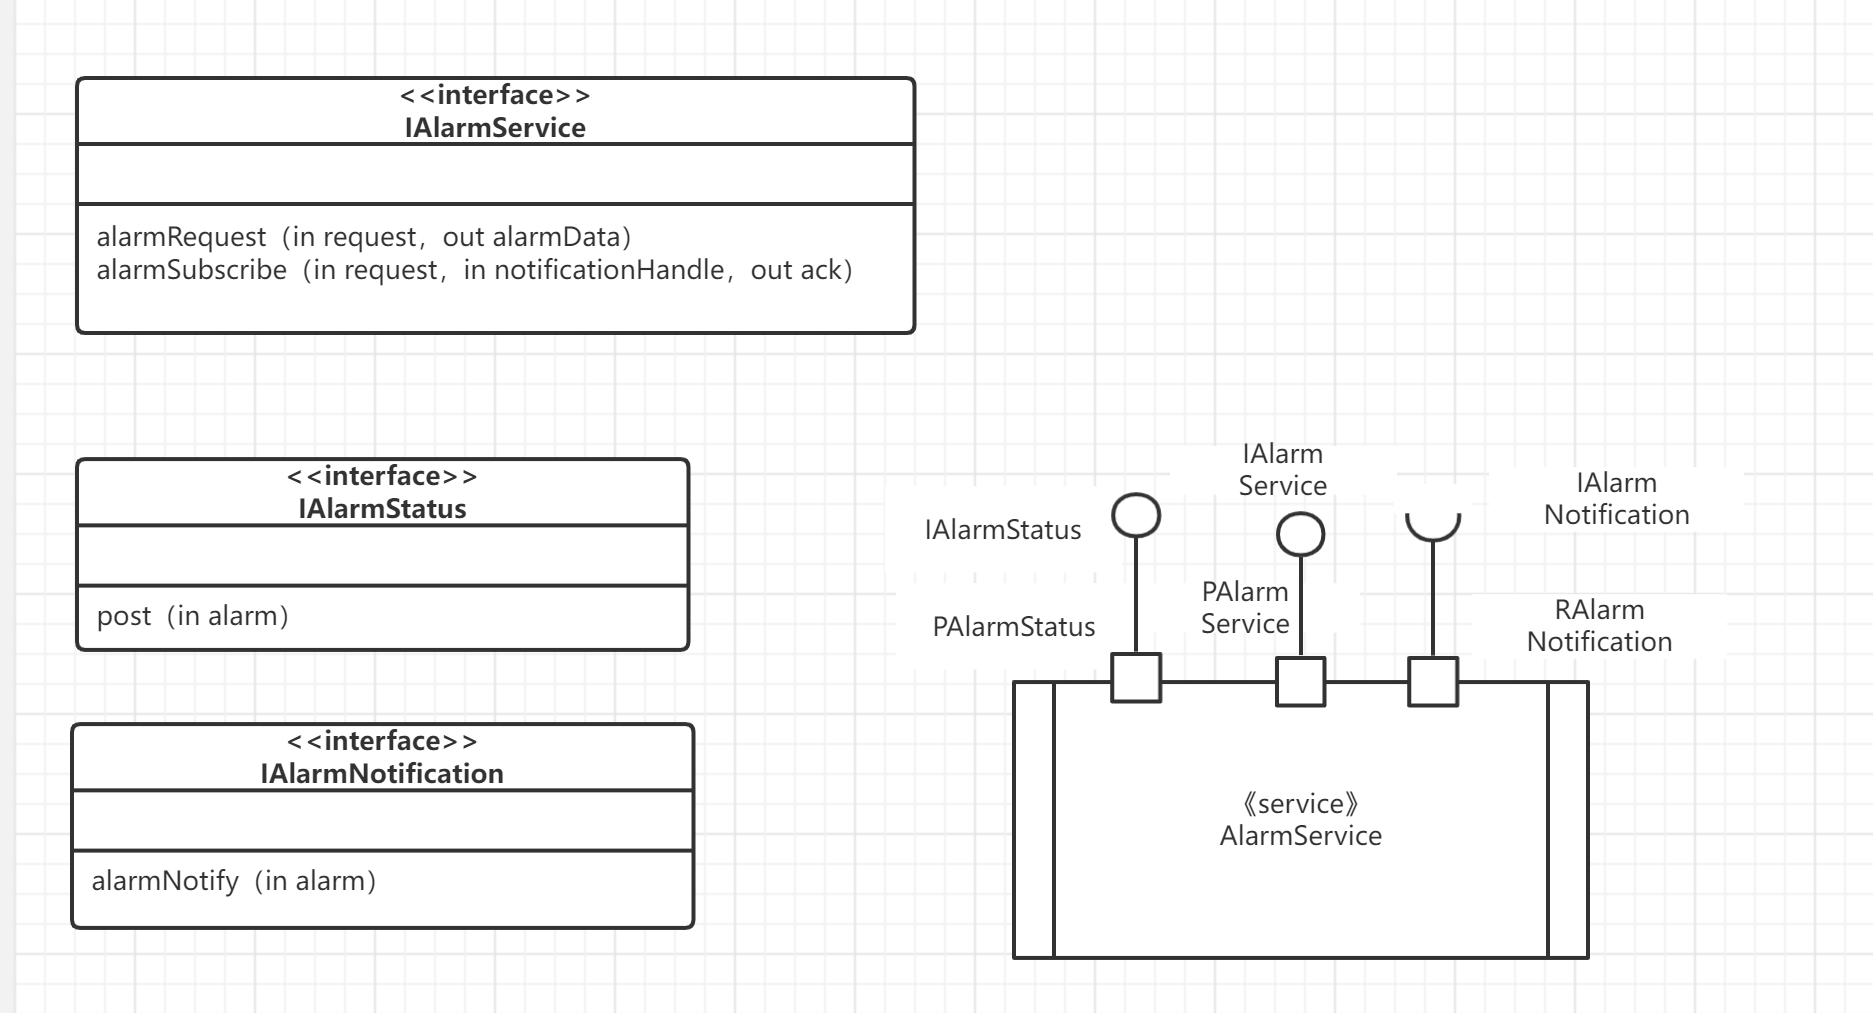 <<interface>>
IAlarmService
alarmRequest（in request，out alarmData）
alarmSubscribe（in request，in notificationHandle，out ack）
<<interface>>
IAlarmStatus
post（in alarm）
<<interface>>
IAlarmNotification
alarmNotify（in alarm）
IAlarmStatus
PAlarmStatus
IAlarm
Service
PAlarm
Service
IAlarm
Notification
RAlarm
Notification
《service》
AlarmService